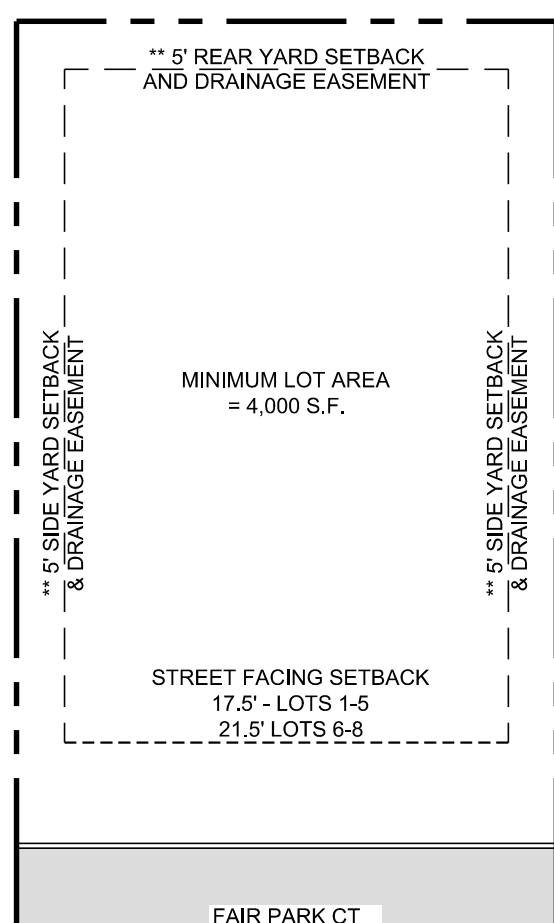 ** 5' REAR YARD SETBACK
AND DRAINAGE EASEMENT
** 5' SIDE YARD SETBACK
& DRAINAGE EASEMENT
MINIMUM LOT AREA
= 4,000 S.F.
** 5' SIDE YARD SETBACK
& DRAINAGE EASEMENT
STREET FACING SETBACK
17.5' - LOTS 1-5
21.5' LOTS 6-8
FAIR PARK CT